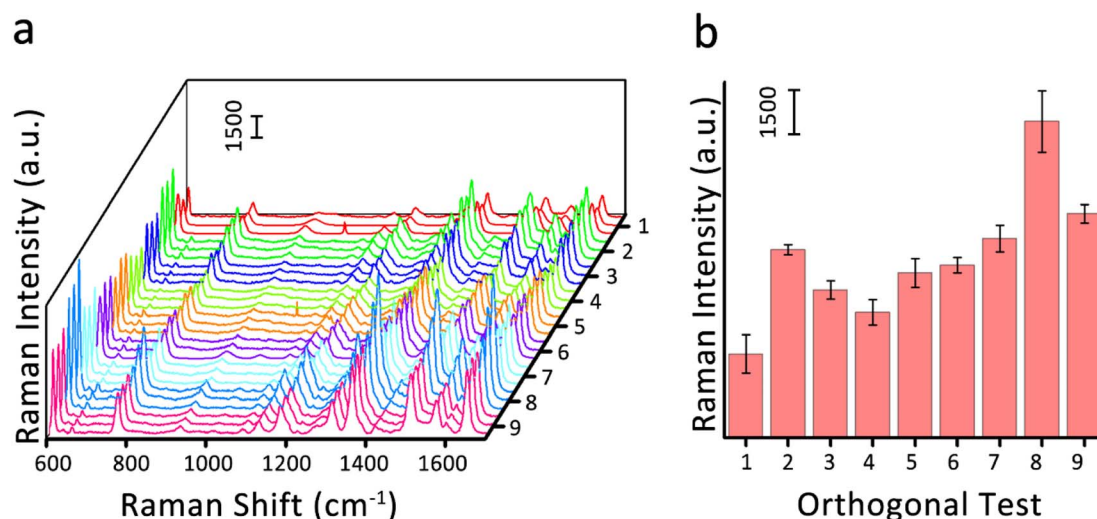 a
Raman Intensity (a.u.)
1500
1
2
3
4
5
6
7
8
9
600 800 1000 1200 1400 1600
Raman Shift (cm⁻¹)
b
Raman Intensity (a.u.)
1500
1 2 3 4 5 6 7 8 9
Orthogonal Test